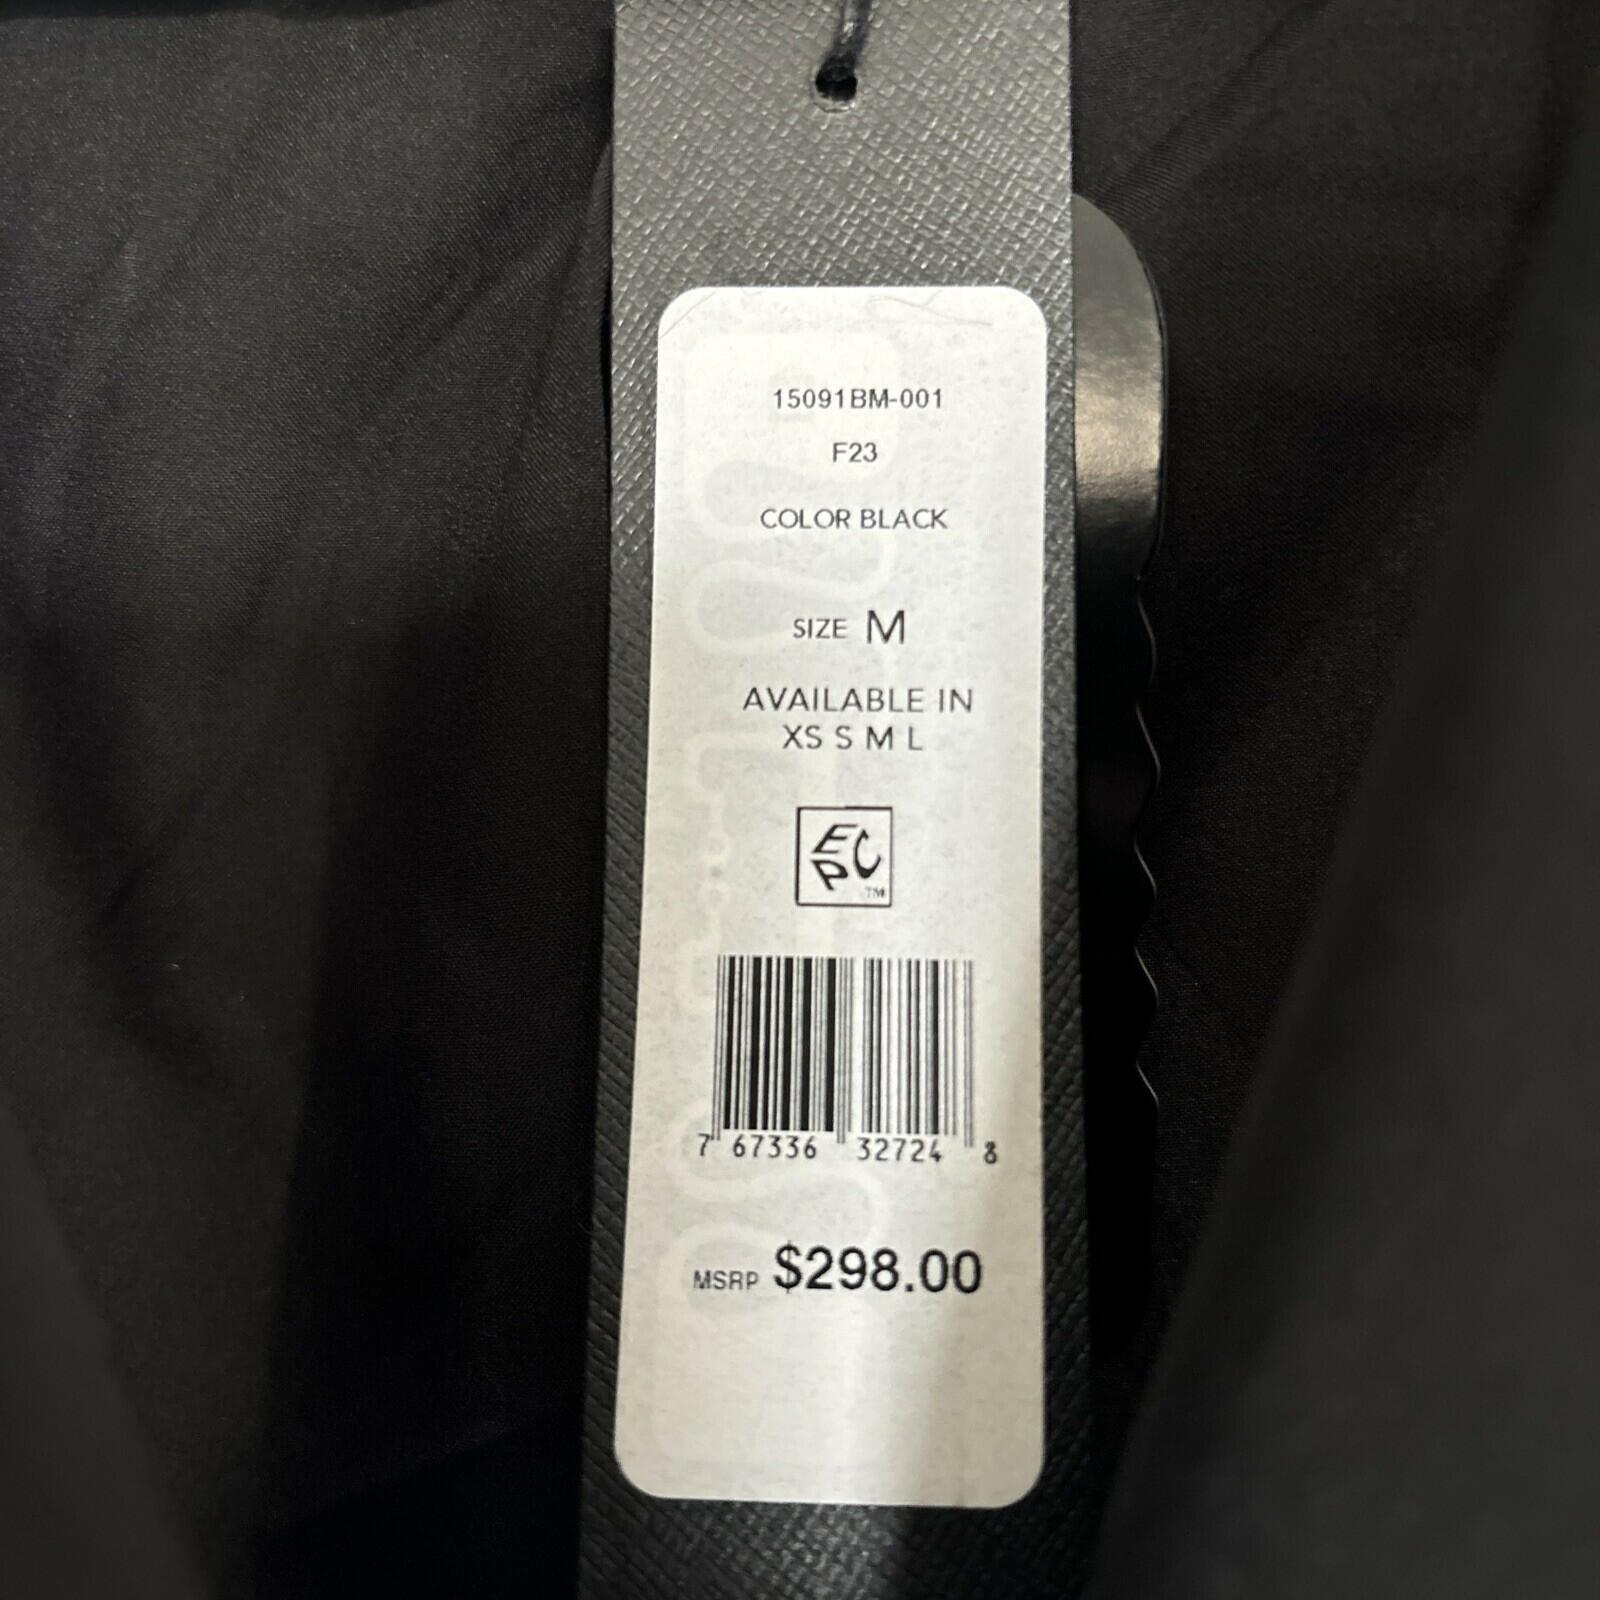 15091BM-001
F23
COLOR BLACK
SIZE M
AVAILABLE IN
XS S M L
EPC
TM
7 67336 32724 8
MSRP $298.00